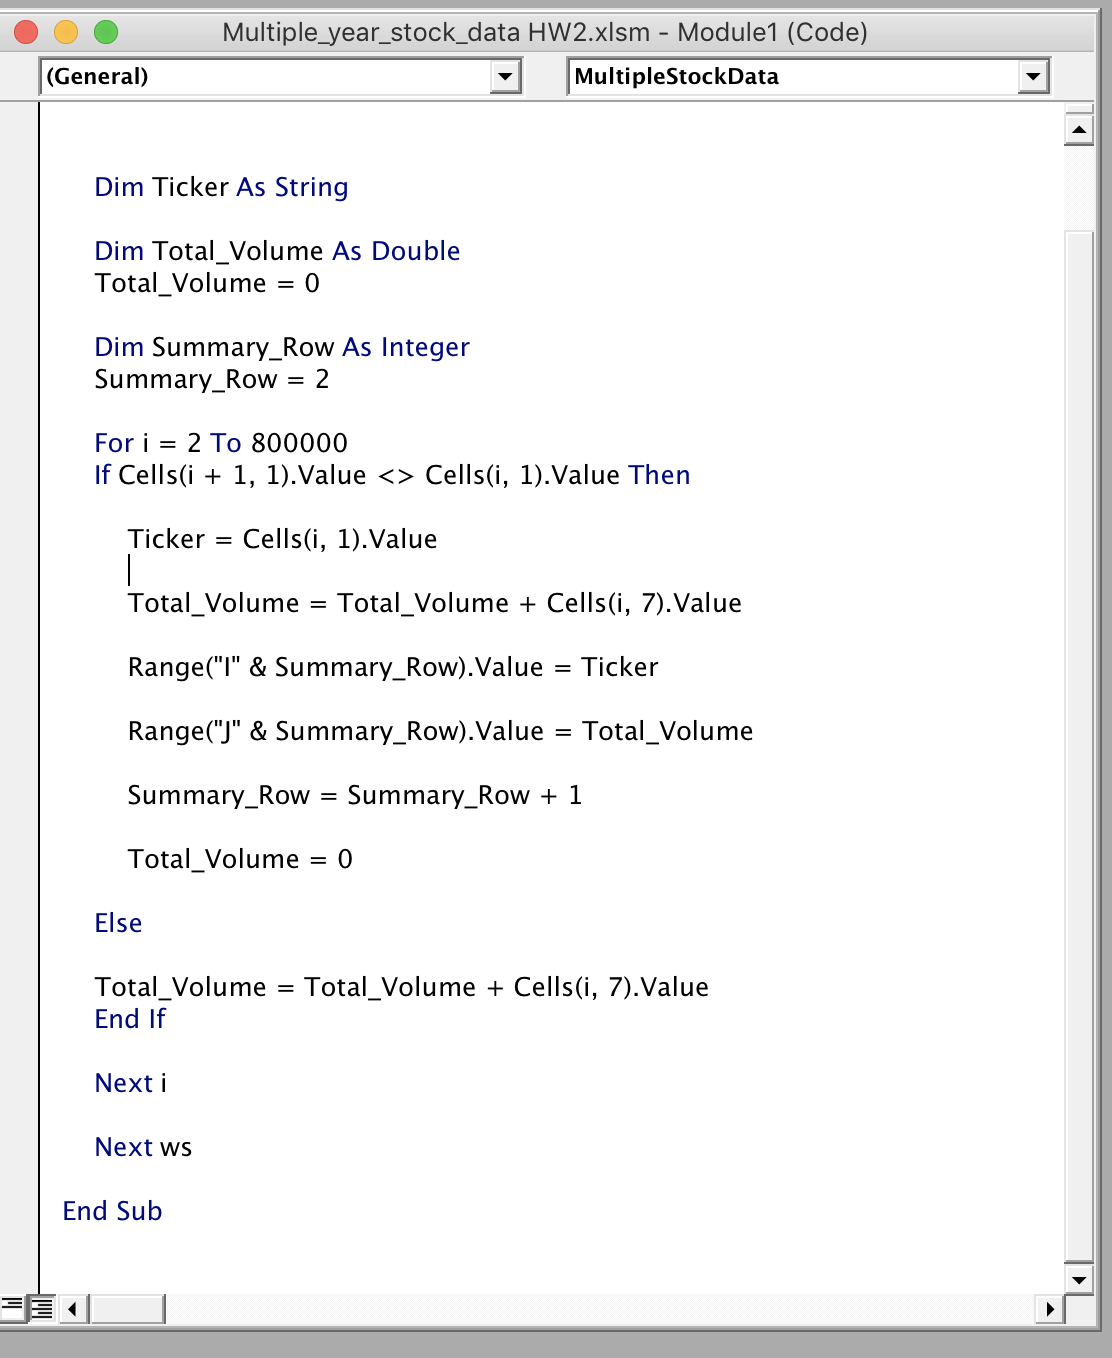 Multiple_year_stock_data HW2.xlsm - Module1 (Code)
(General) MultipleStockData
Dim Ticker As String
Dim Total_Volume As Double
Total_Volume = 0
Dim Summary_Row As Integer
Summary_Row = 2
For i = 2 To 800000
If Cells(i + 1, 1).Value <> Cells(i, 1).Value Then
Ticker = Cells(i, 1).Value
Total_Volume = Total_Volume + Cells(i, 7).Value
Range("I" & Summary_Row).Value = Ticker
Range("J" & Summary_Row).Value = Total_Volume
Summary_Row = Summary_Row + 1
Total_Volume = 0
Else
Total_Volume = Total_Volume + Cells(i, 7).Value
End If
Next i
Next ws
End Sub